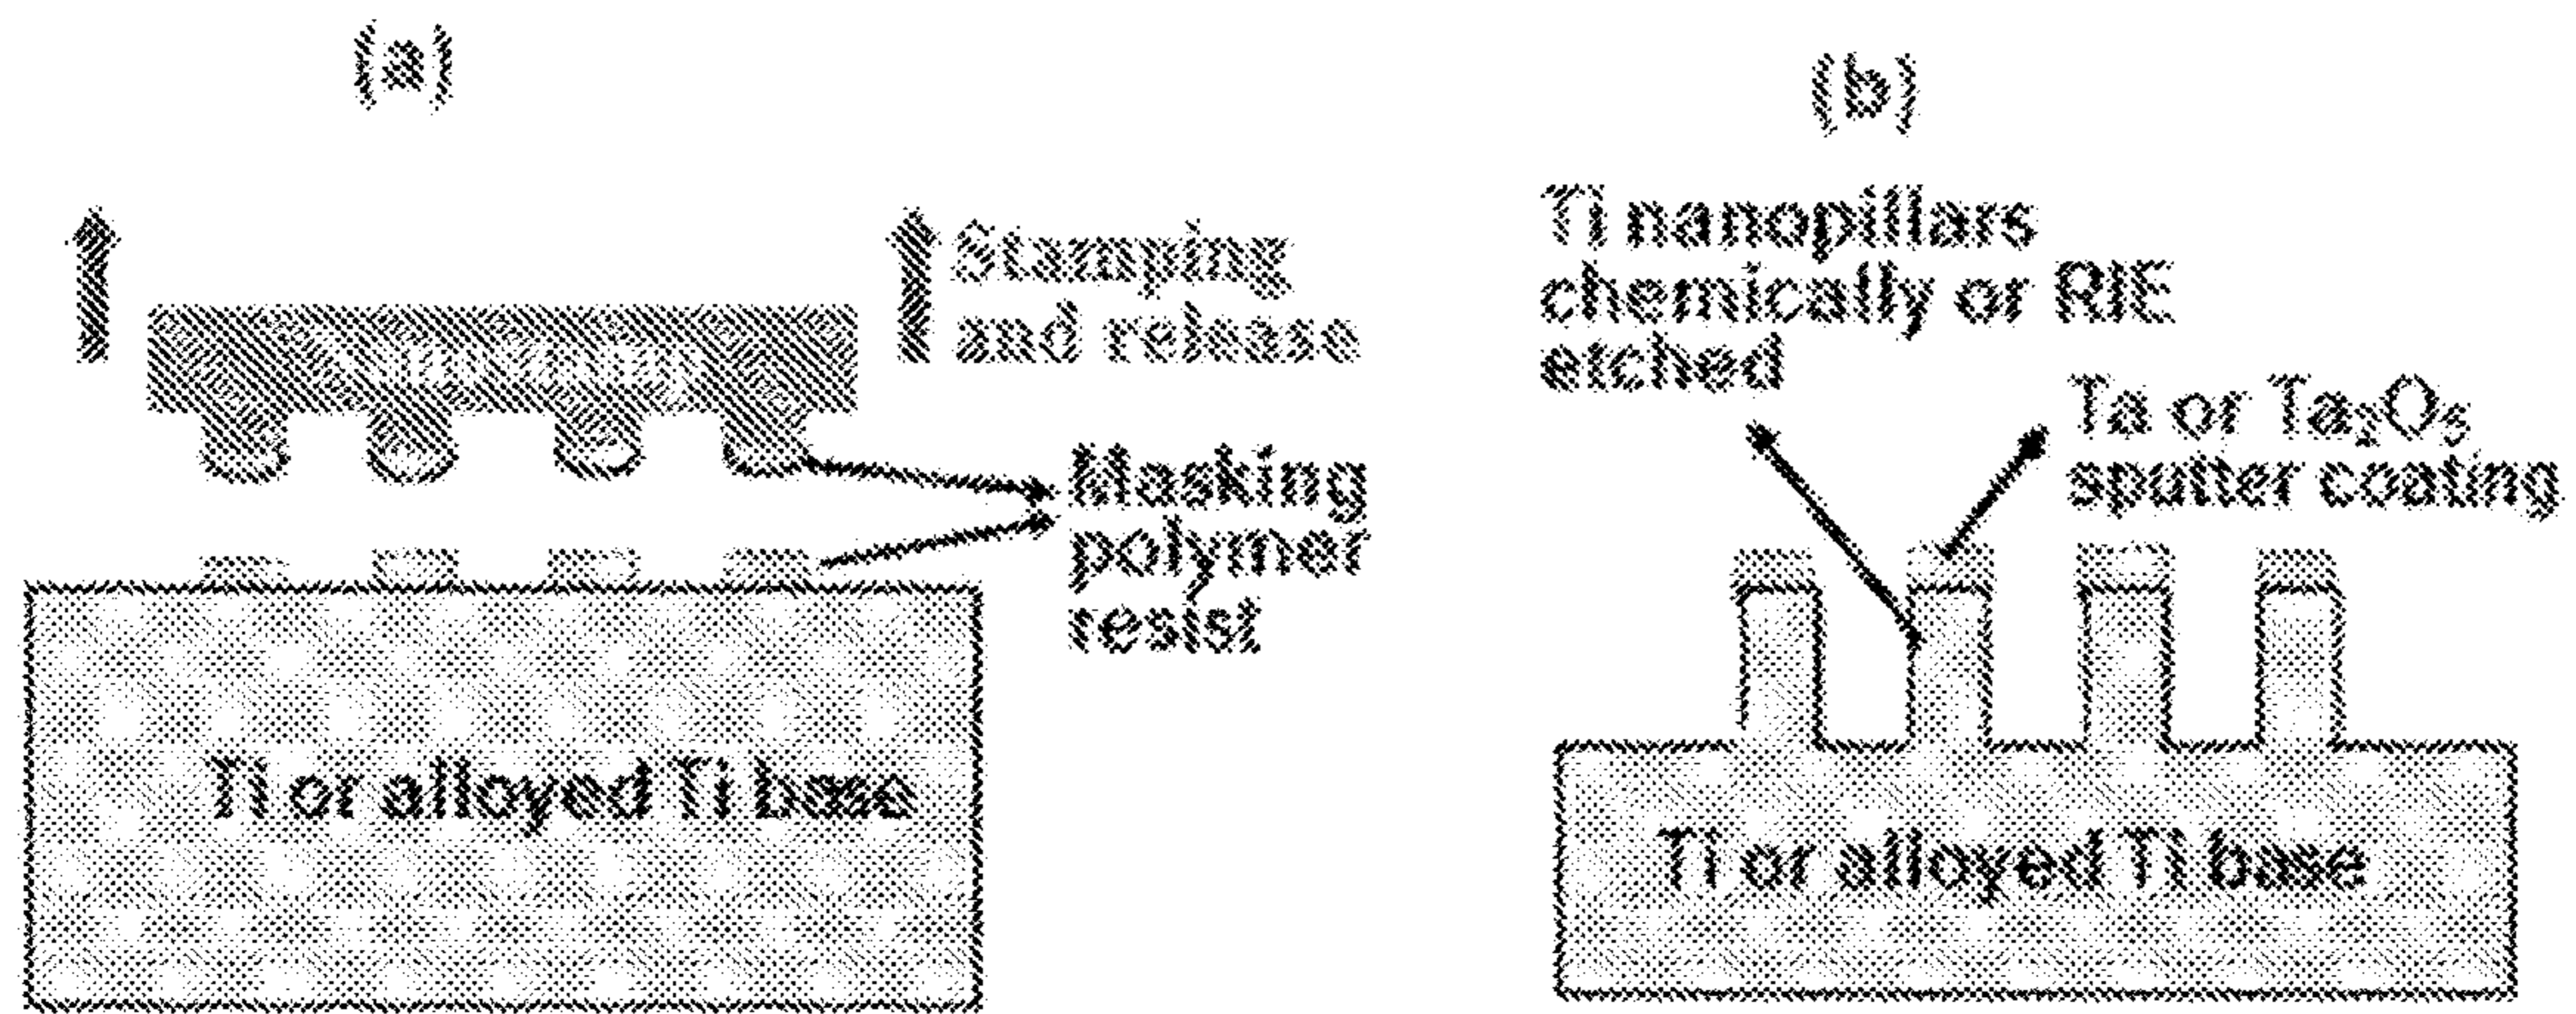 (a)
Stamping
and release
Masking
polymer
resist
Ti or alloyed Ti base
(b)
Ti nanopillars
chemically or RIE
etched
Ta or Ta₂O₅
sputter coating
Ti or alloyed Ti base